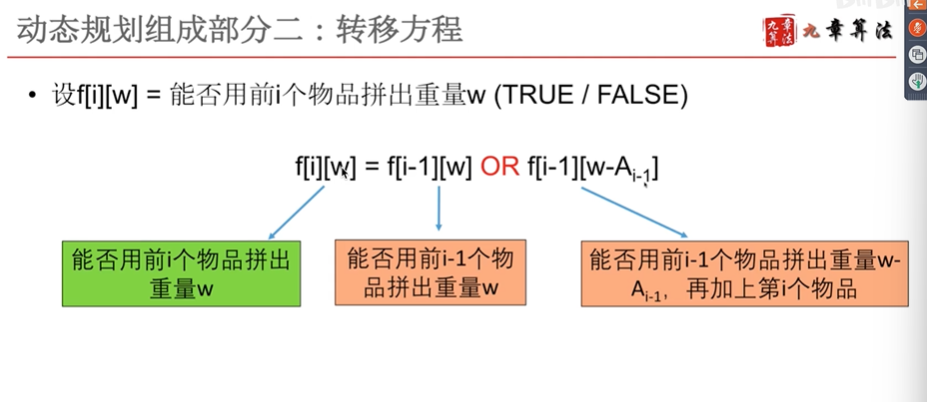 动态规划组成部分二：转移方程
九章算法 九章算法
• 设f[i][w] = 能否用前i个物品拼出重量w (TRUE / FALSE)
f[i][w] = f[i-1][w] OR f[i-1][w-Ai-1]
能否用前i个物品拼出
重量w
能否用前i-1个物
品拼出重量w
能否用前i-1个物品拼出重量w-
Ai-1，再加上第i个物品